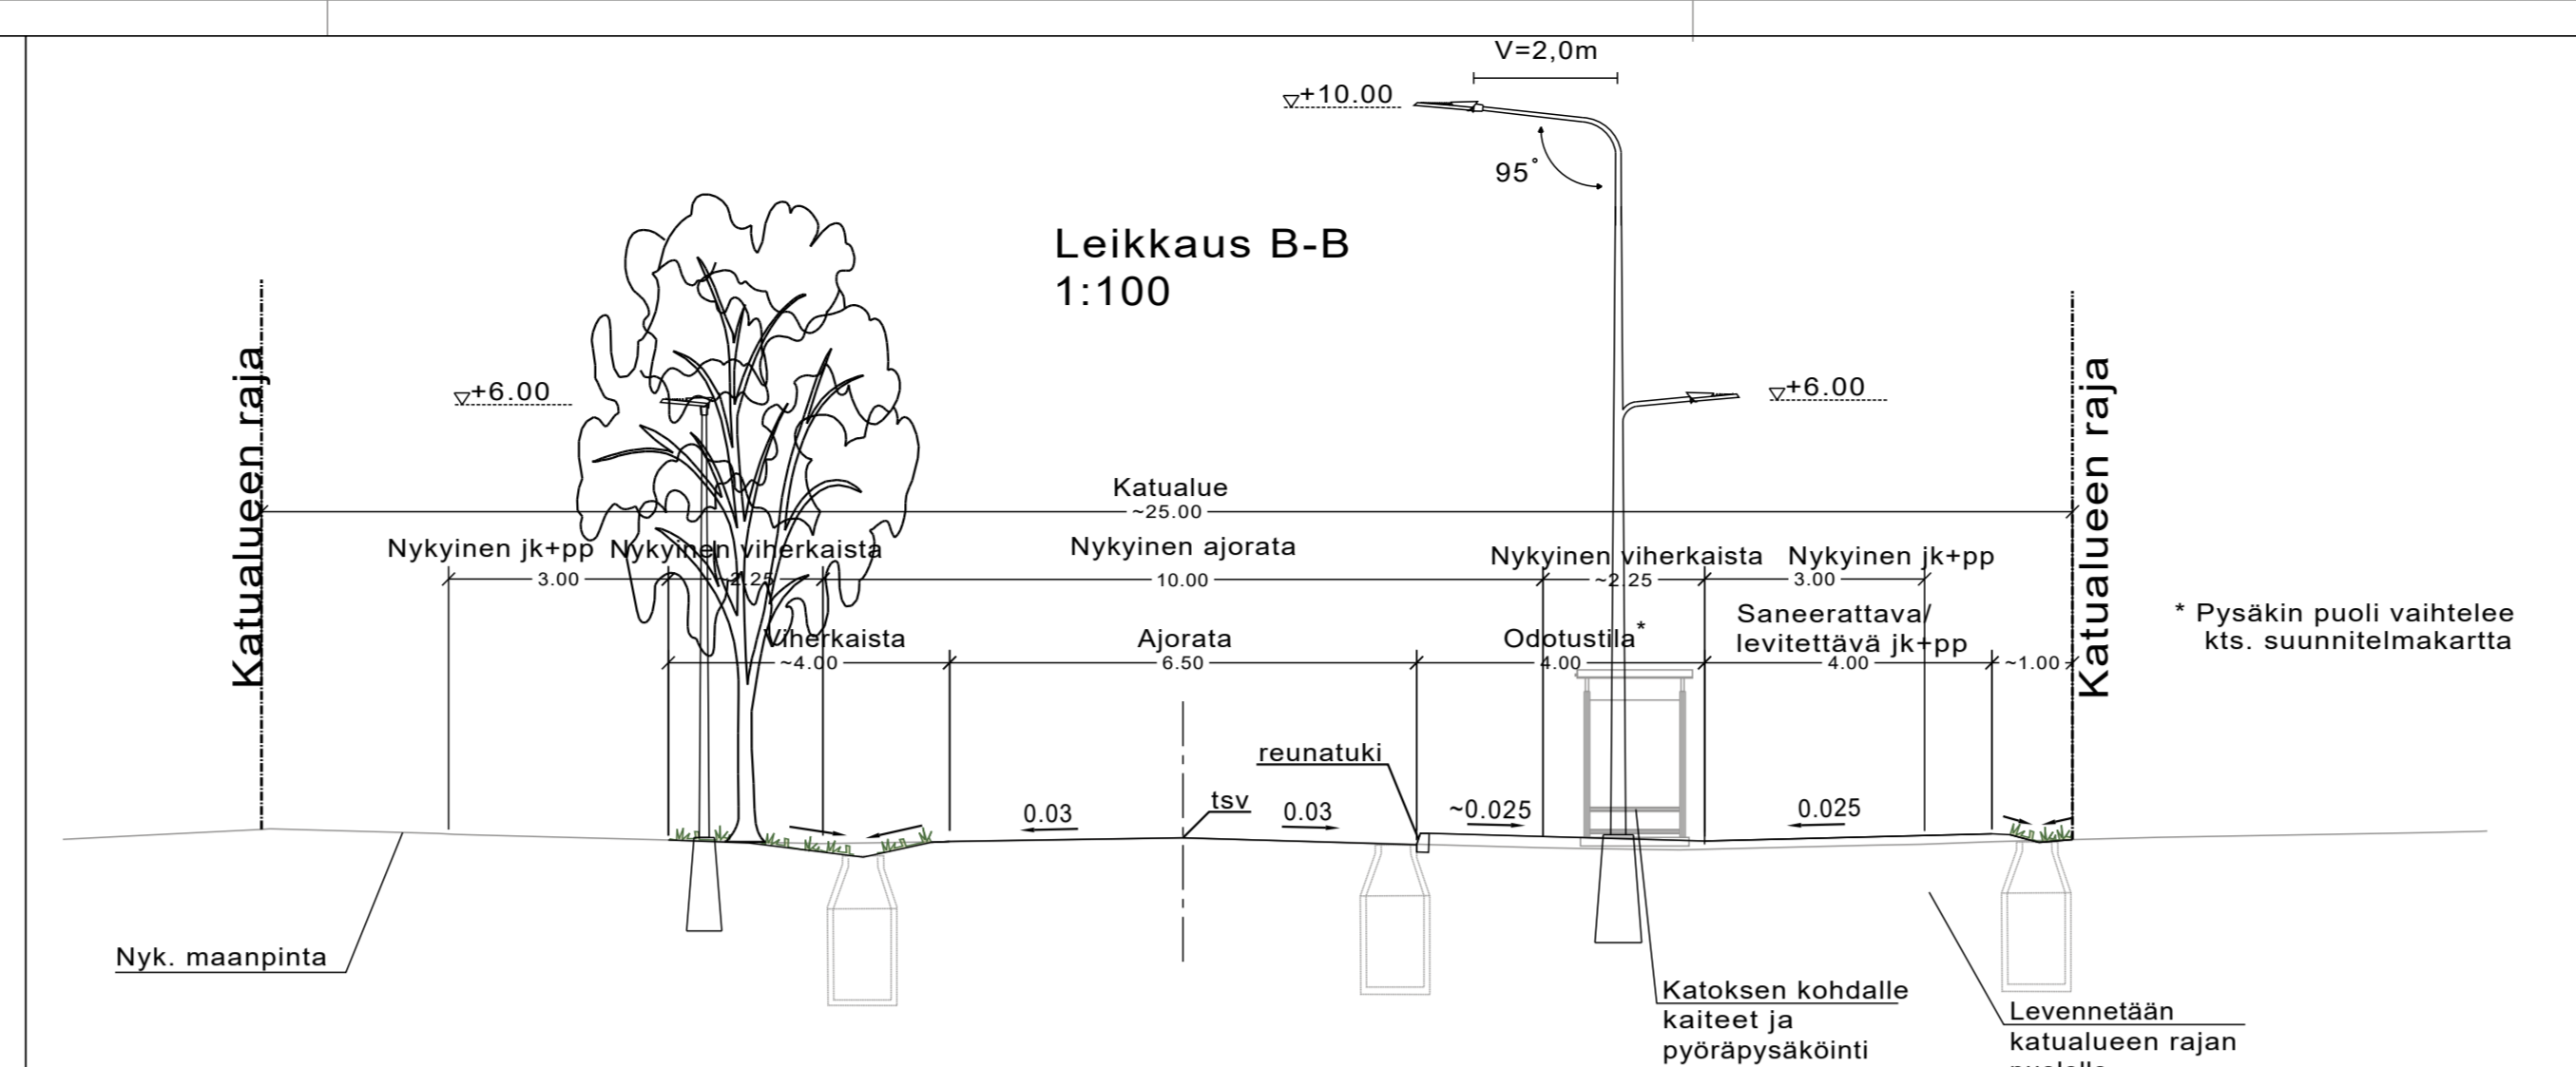 V=2,0m
+10.00
95°
Leikkaus B-B
1:100
+6.00
+6.00
Katualueen raja
Katualueen raja
Katualue
~25.00
Nykyinen jk+pp
Nykyinen viherkaista
Nykyinen ajorata
Nykyinen viherkaista
Nykyinen jk+pp
3.00
~2.25
10.00
~2.25
3.00
Viherkaista
Ajorata
Odotustila*
Saneerattava/
levitettävä jk+pp
~4.00
6.50
4.00
4.00
~1.00
* Pysäkin puoli vaihtelee
kts. suunnitelmakartta
reunatuki
tsv
0.03
0.03
~0.025
0.025
Nyk. maanpinta
Katoksen kohdalle
kaiteet ja
pyöräpysäköinti
Levennetään
katualueen rajan